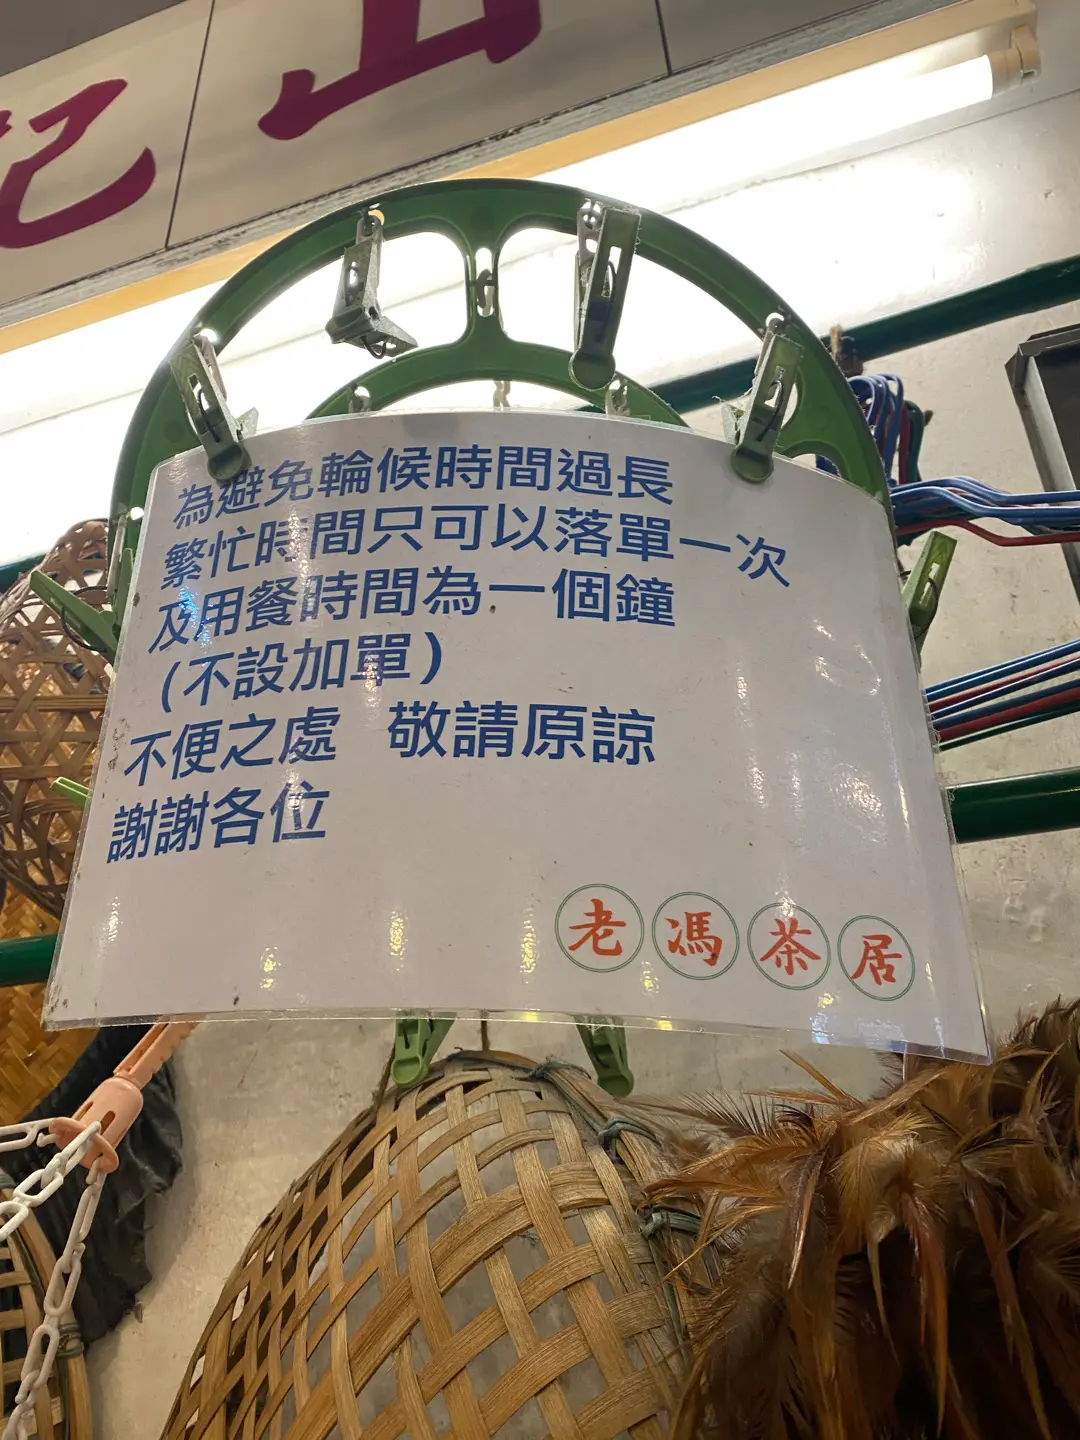 記
為避免輪候時間過長
繁忙時間只可以落單一次
及用餐時間為一個鐘
(不設加單)
不便之處 敬請原諒
謝謝各位
老馮茶居